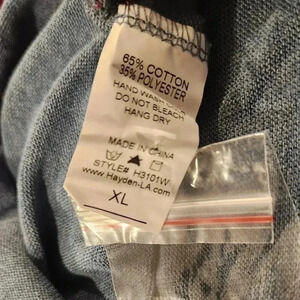 65% COTTON
35% POLYESTER
HAND WASH
DO NOT BLEACH
HANG DRY
MADE IN CHINA
STYLE# H3101W
www.Hayden-LA.com
XL